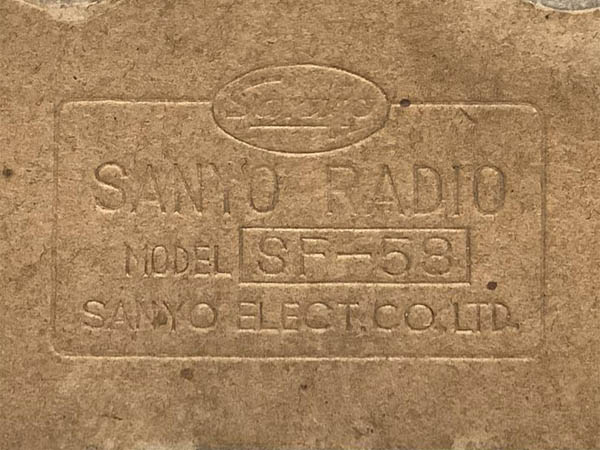 Sanyo
SANYO RADIO
MODEL SF-58
SANYO ELECT.CO.LTD.